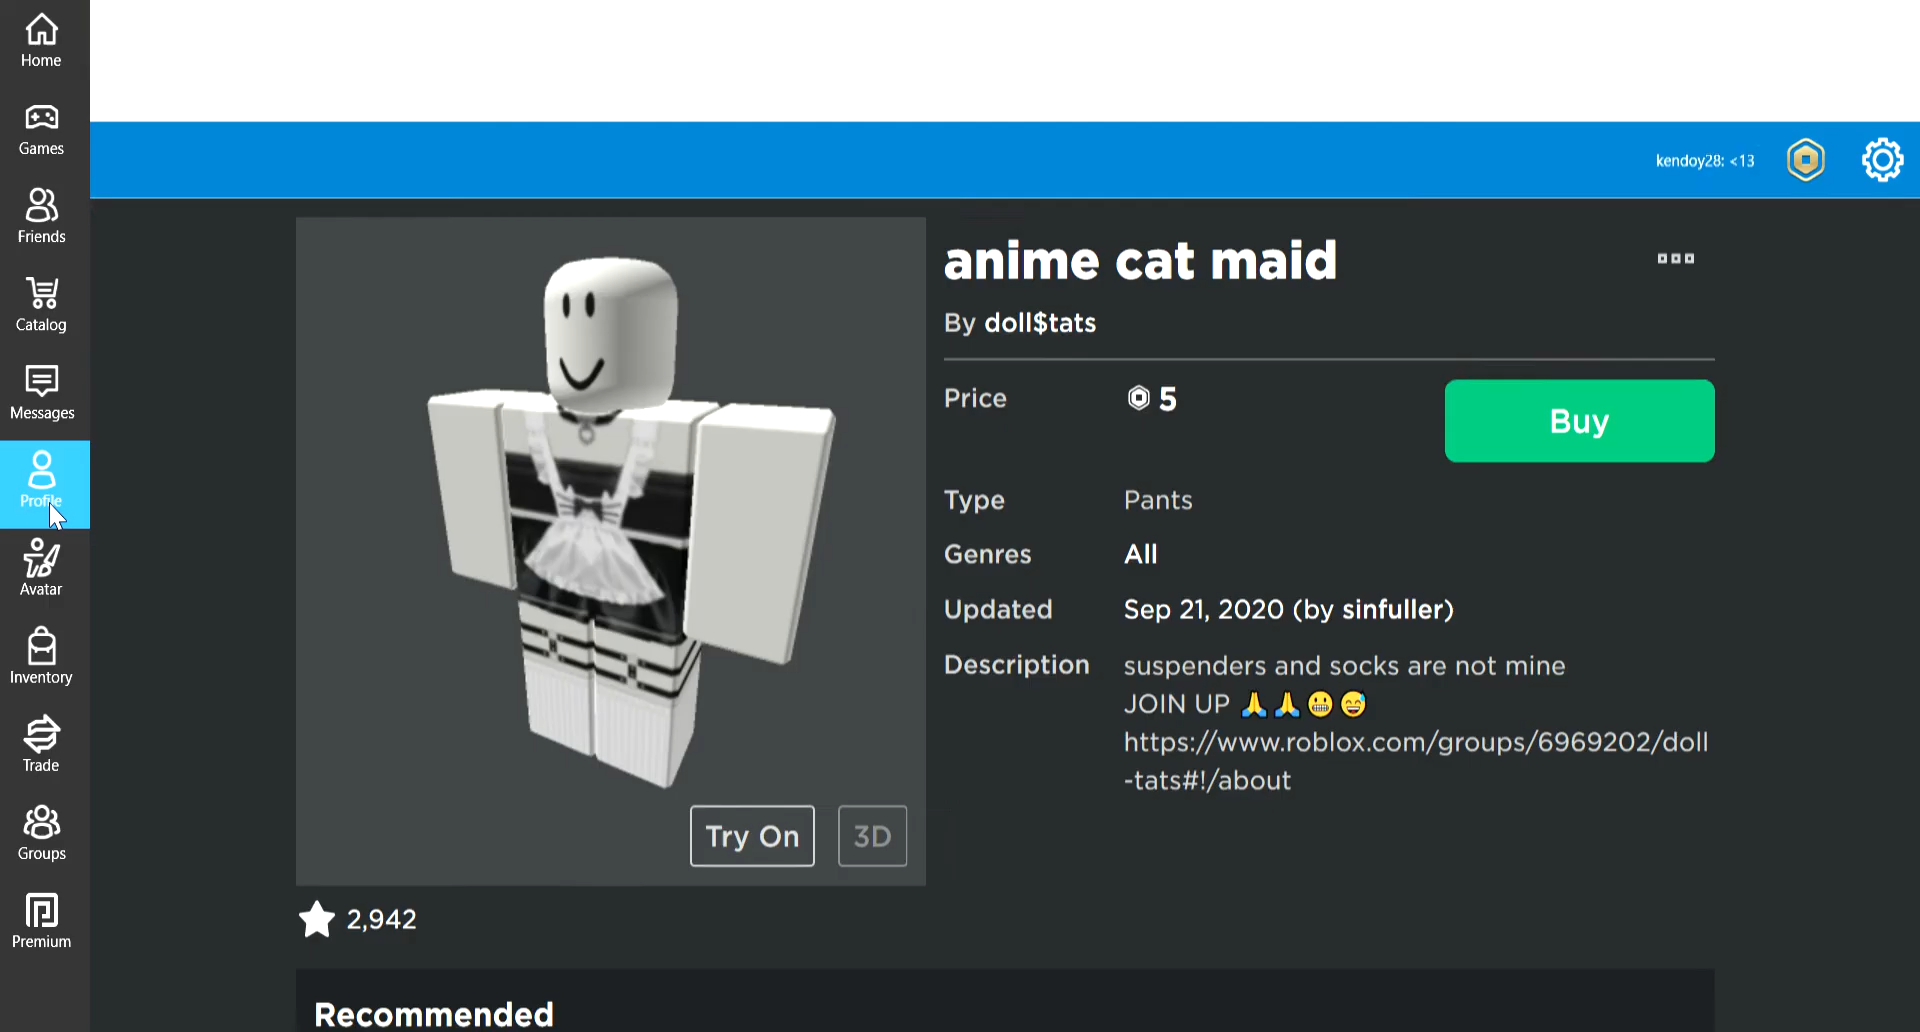 Home
Games
Friends
Catalog
Messages
Profile
Avatar
Inventory
Trade
Groups
Premium
kendoy28: <13
anime cat maid
By doll$tats
Price 5
Buy
Type Pants
Genres All
Updated Sep 21, 2020 (by sinfuller)
Description suspenders and socks are not mine
JOIN UP 🙏🙏😬😅
https://www.roblox.com/groups/6969202/doll
-tats#!/about
Try On 3D
2,942
Recommended